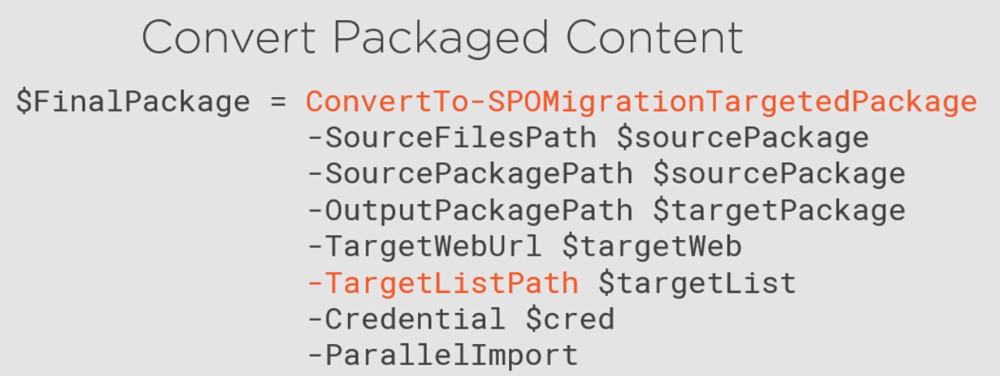 Convert Packaged Content
$FinalPackage = ConvertTo-SPOMigrationTargetedPackage
-SourceFilesPath $sourcePackage
-SourcePackagePath $sourcePackage
-OutputPackagePath $targetPackage
-TargetWebUrl $targetWeb
-TargetListPath $targetList
-Credential $cred
-ParallelImport